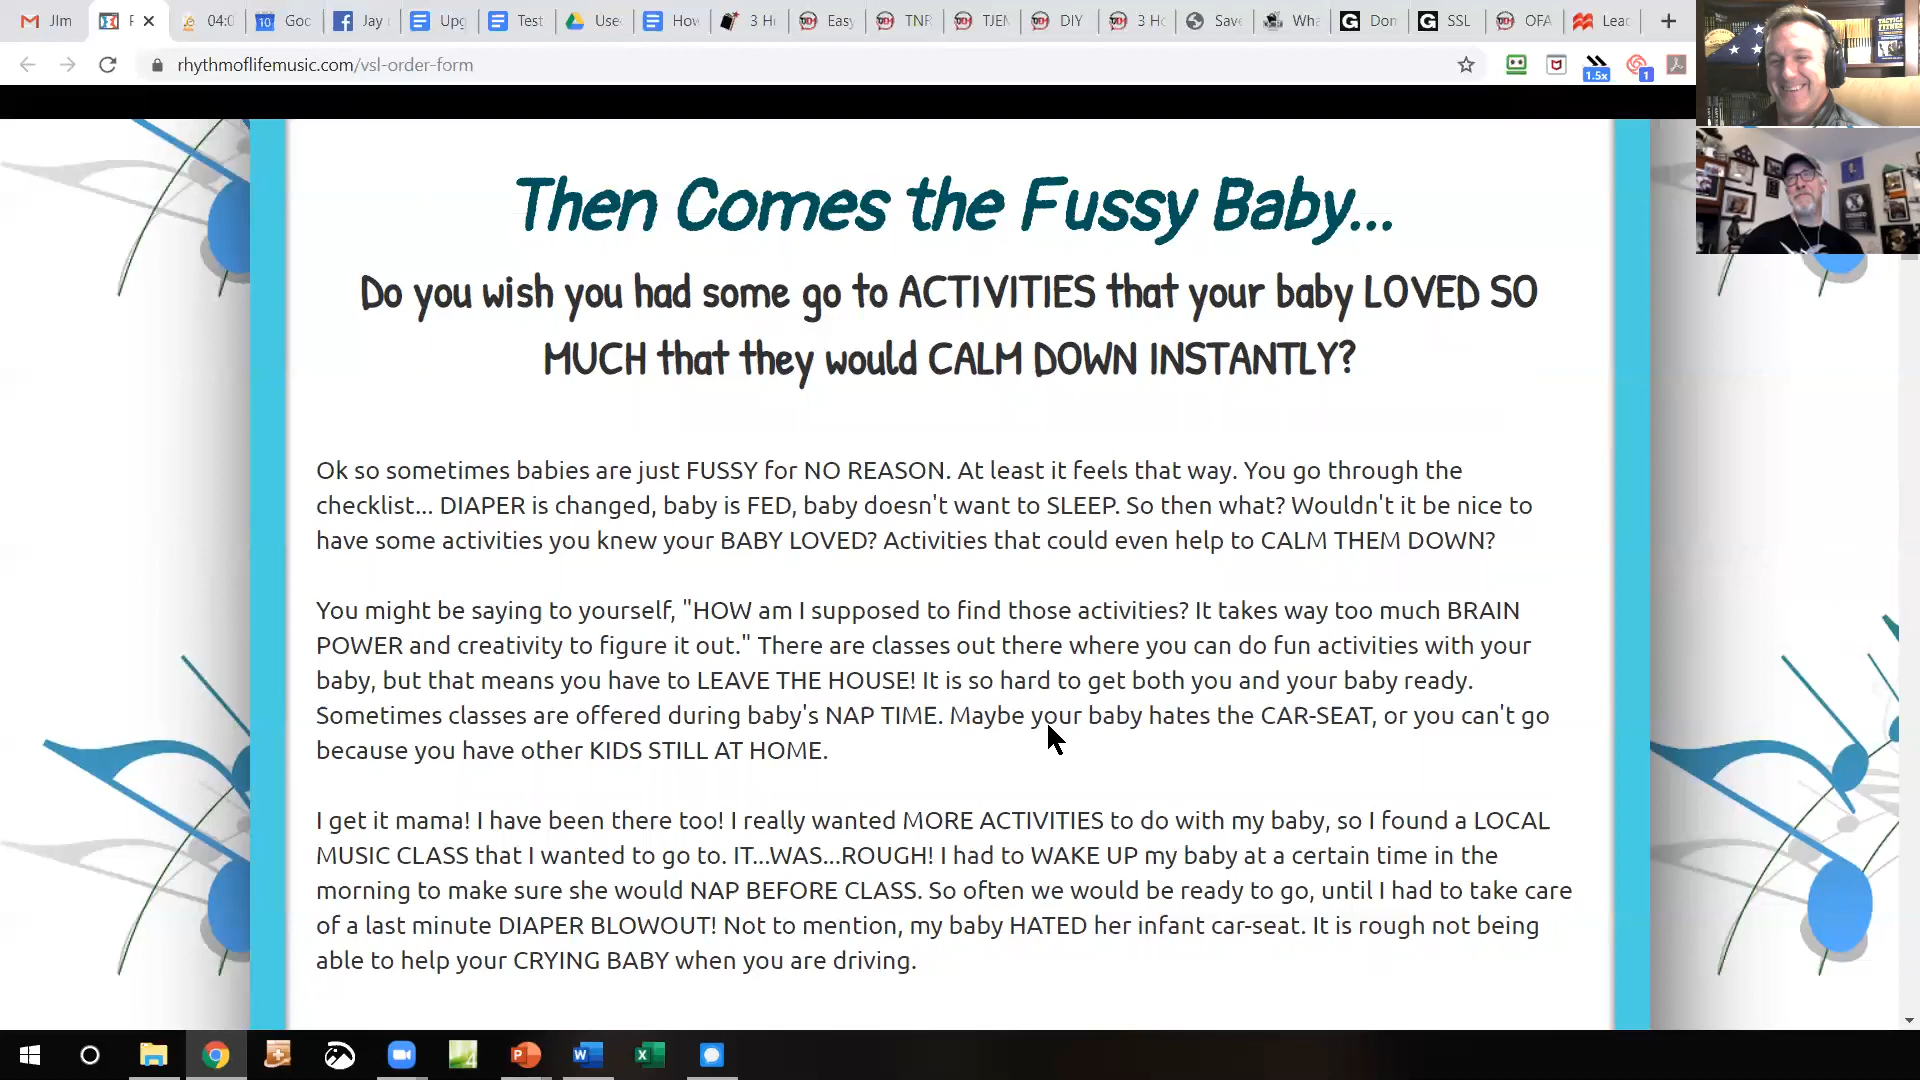 JIm
F
04:0
10
Goo
Jay
Upg
Test
Use
How
3 H
Easy
TNR
TJEM
DIY
3 Ho
Save
Wha
Don
SSL
OFA
Lead
rhythmoflifemusic.com/vsl-order-form
1.5x
1
Then Comes the Fussy Baby...
Do you wish you had some go to ACTIVITIES that your baby LOVED SO
MUCH that they would CALM DOWN INSTANTLY?
Ok so sometimes babies are just FUSSY for NO REASON. At least it feels that way. You go through the
checklist... DIAPER is changed, baby is FED, baby doesn't want to SLEEP. So then what? Wouldn't it be nice to
have some activities you knew your BABY LOVED? Activities that could even help to CALM THEM DOWN?
You might be saying to yourself, "HOW am I supposed to find those activities? It takes way too much BRAIN
POWER and creativity to figure it out." There are classes out there where you can do fun activities with your
baby, but that means you have to LEAVE THE HOUSE! It is so hard to get both you and your baby ready.
Sometimes classes are offered during baby's NAP TIME. Maybe your baby hates the CAR-SEAT, or you can't go
because you have other KIDS STILL AT HOME.
I get it mama! I have been there too! I really wanted MORE ACTIVITIES to do with my baby, so I found a LOCAL
MUSIC CLASS that I wanted to go to. IT...WAS...ROUGH! I had to WAKE UP my baby at a certain time in the
morning to make sure she would NAP BEFORE CLASS. So often we would be ready to go, until I had to take care
of a last minute DIAPER BLOWOUT! Not to mention, my baby HATED her infant car-seat. It is rough not being
able to help your CRYING BABY when you are driving.